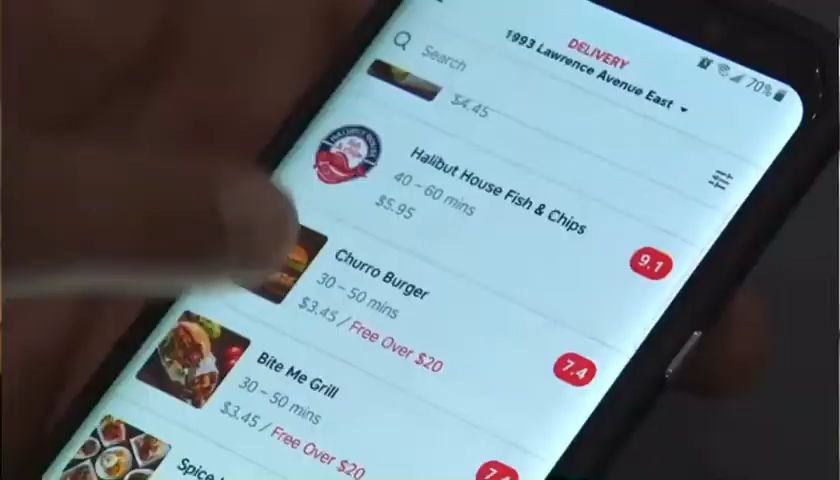 DELIVERY
1993 Lawrence Avenue East
70%
Search
$4.45
HALIBUT HOUSE
Halibut House Fish & Chips
40 – 60 mins
$5.95
9.1
Churro Burger
30 – 50 mins
$3.45 / Free Over $20
7.4
Bite Me Grill
30 – 50 mins
$3.45 / Free Over $20
Spice